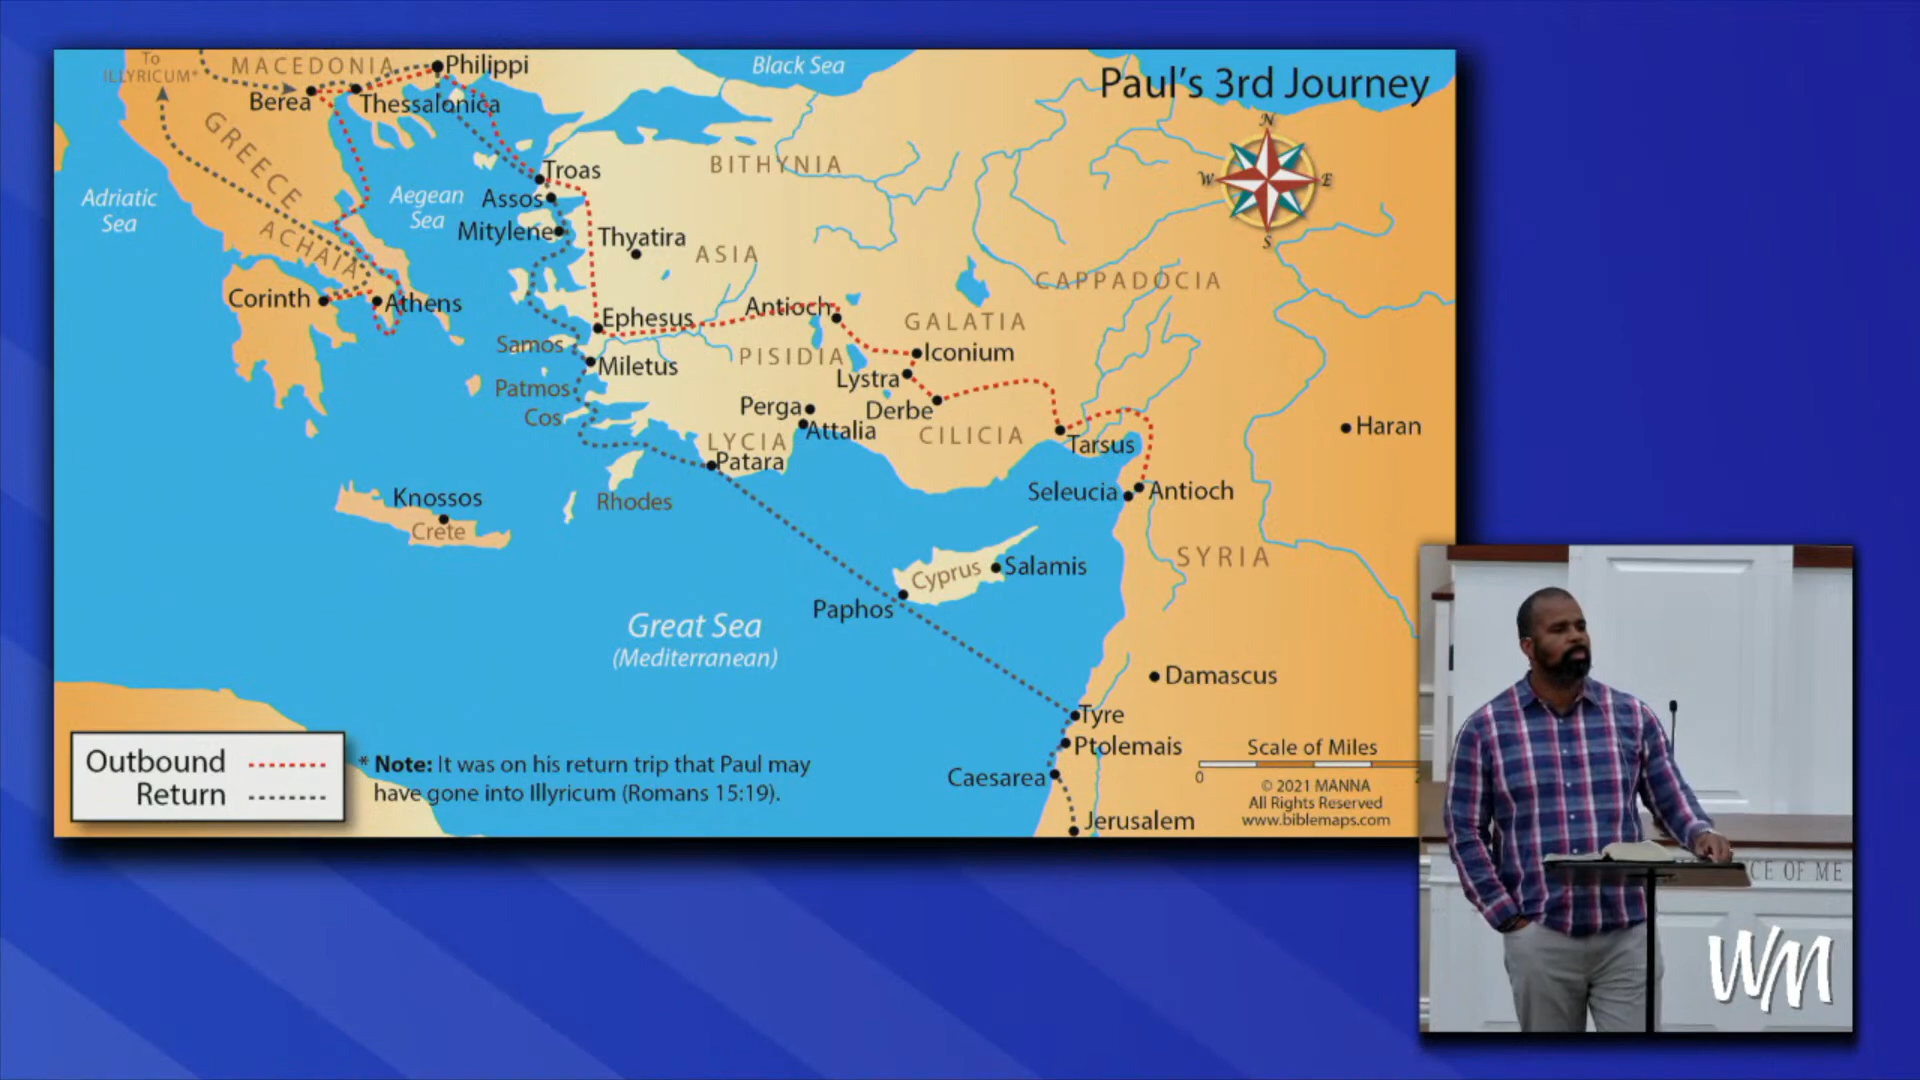 Paul's 3rd Journey
To
ILLYRICUM*
MACEDONIA
Philippi
Black Sea
Berea
Thessalonica
GREECE
N
W
E
S
Troas
BITHYNIA
Adriatic
Sea
Aegean
Sea
Assos
Mitylene
Thyatira
ASIA
ACHAIA
CAPPADOCIA
Corinth
Athens
Ephesus
Antioch
GALATIA
Samos
Miletus
PISIDIA
Iconium
Patmos
Lystra
Cos
Perga
Derbe
Attalia
LYCIA
CILICIA
Tarsus
Haran
Patara
Knossos
Crete
Rhodes
Seleucia
Antioch
Cyprus
Salamis
SYRIA
Paphos
Great Sea
(Mediterranean)
Damascus
Tyre
Ptolemais
Caesarea
Jerusalem
Scale of Miles
0
© 2021 MANNA
All Rights Reserved
www.biblemaps.com
Outbound
Return
* Note: It was on his return trip that Paul may
have gone into Illyricum (Romans 15:19).
CE OF ME
WM